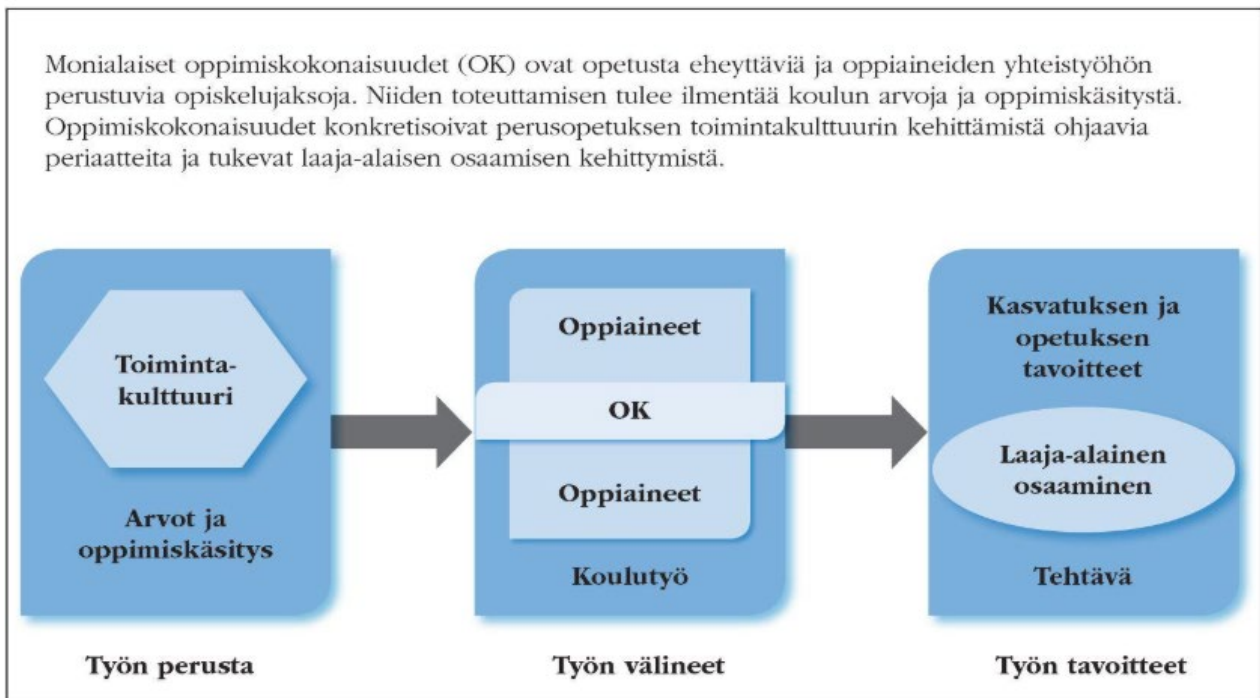 Monialaiset oppimiskokonaisuudet (OK) ovat opetusta eheyttäviä ja oppiaineiden yhteistyöhön
perustuvia opiskelujaksoja. Niiden toteuttamisen tulee ilmentää koulun arvoja ja oppimiskäsitystä.
Oppimiskokonaisuudet konkretisoivat perusopetuksen toimintakulttuurin kehittämistä ohjaavia
periaatteita ja tukevat laaja-alaisen osaamisen kehittymistä.
Toiminta-
kulttuuri
Arvot ja
oppimiskäsitys
Työn perusta
Oppiaineet
OK
Oppiaineet
Koulutyö
Työn välineet
Kasvatuksen ja
opetuksen
tavoitteet
Laaja-alainen
osaaminen
Tehtävä
Työn tavoitteet